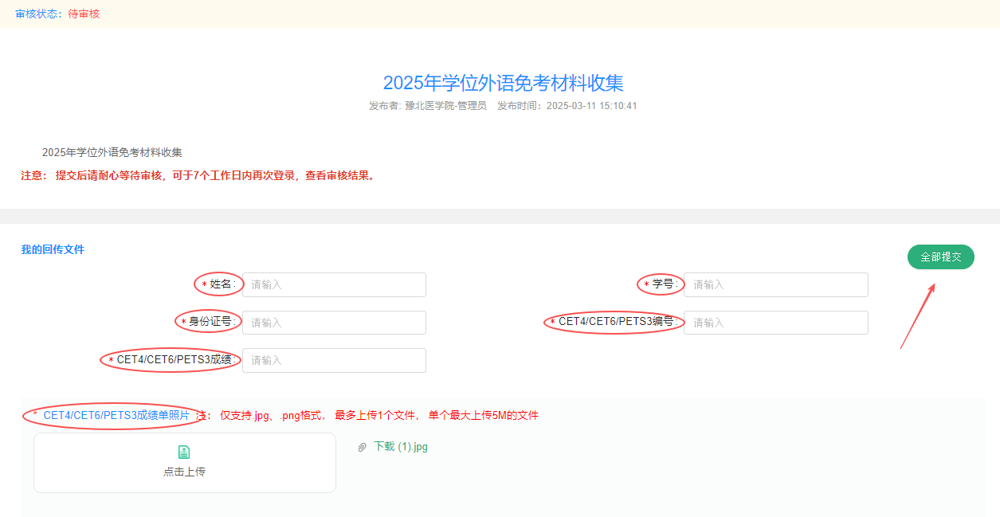 审核状态：待审核
2025年学位外语免考材料收集
发布者: 豫北医学院-管理员 发布时间: 2025-03-11 15:10:41
2025年学位外语免考材料收集
注意： 提交后请耐心等待审核，可于7个工作日内再次登录，查看审核结果。
我的回传文件
全部提交
* 姓名: 请输入 * 学号: 请输入
* 身份证号: 请输入 * CET4/CET6/PETS3编号: 请输入
* CET4/CET6/PETS3成绩: 请输入
* CET4/CET6/PETS3成绩单照片 注： 仅支持.jpg、.png格式， 最多上传1个文件， 单个最大上传5M的文件
下载 (1).jpg
点击上传